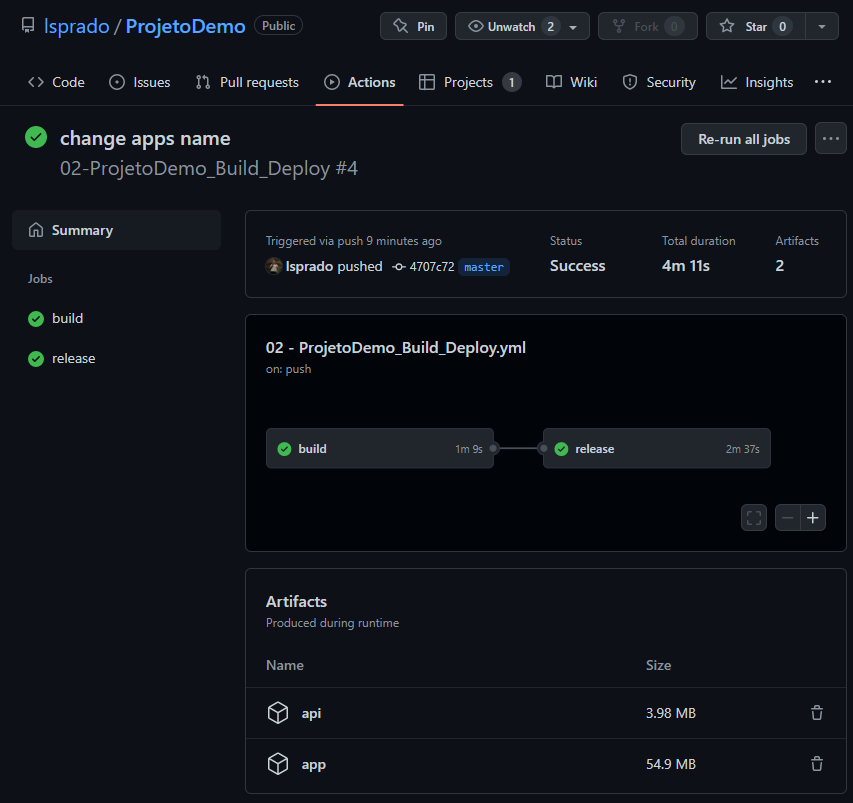 lsprado / ProjetoDemo Public Pin Unwatch 2 Fork 0 Star 0
Code Issues Pull requests Actions Projects 1 Wiki Security Insights ...
change apps name Re-run all jobs ...
02-ProjetoDemo_Build_Deploy #4
Summary
Jobs
build
release
Triggered via push 9 minutes ago Status Total duration Artifacts
lsprado pushed 4707c72 master Success 4m 11s 2
02 - ProjetoDemo_Build_Deploy.yml
on: push
build 1m 9s release 2m 37s
Artifacts
Produced during runtime
Name Size
api 3.98 MB
app 54.9 MB